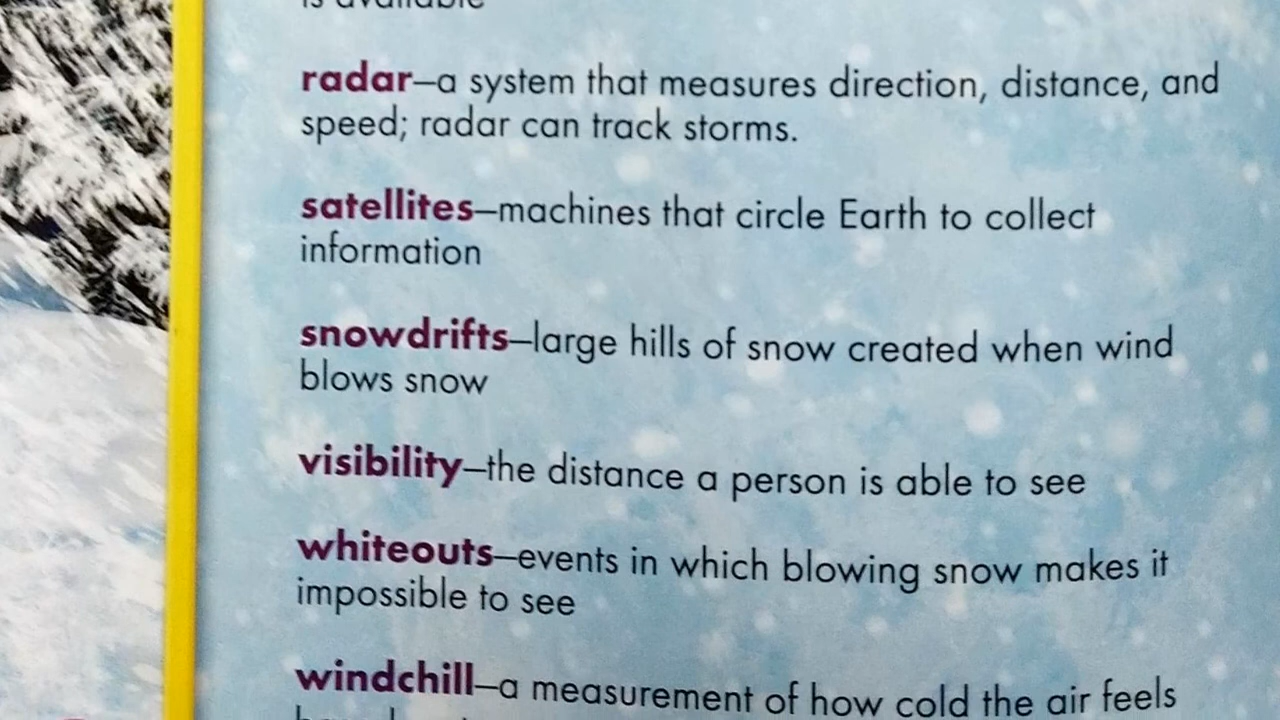 is available
radar—a system that measures direction, distance, and
speed; radar can track storms.
satellites—machines that circle Earth to collect
information
snowdrifts—large hills of snow created when wind
blows snow
visibility—the distance a person is able to see
whiteouts—events in which blowing snow makes it
impossible to see
windchill—a measurement of how cold the air feels